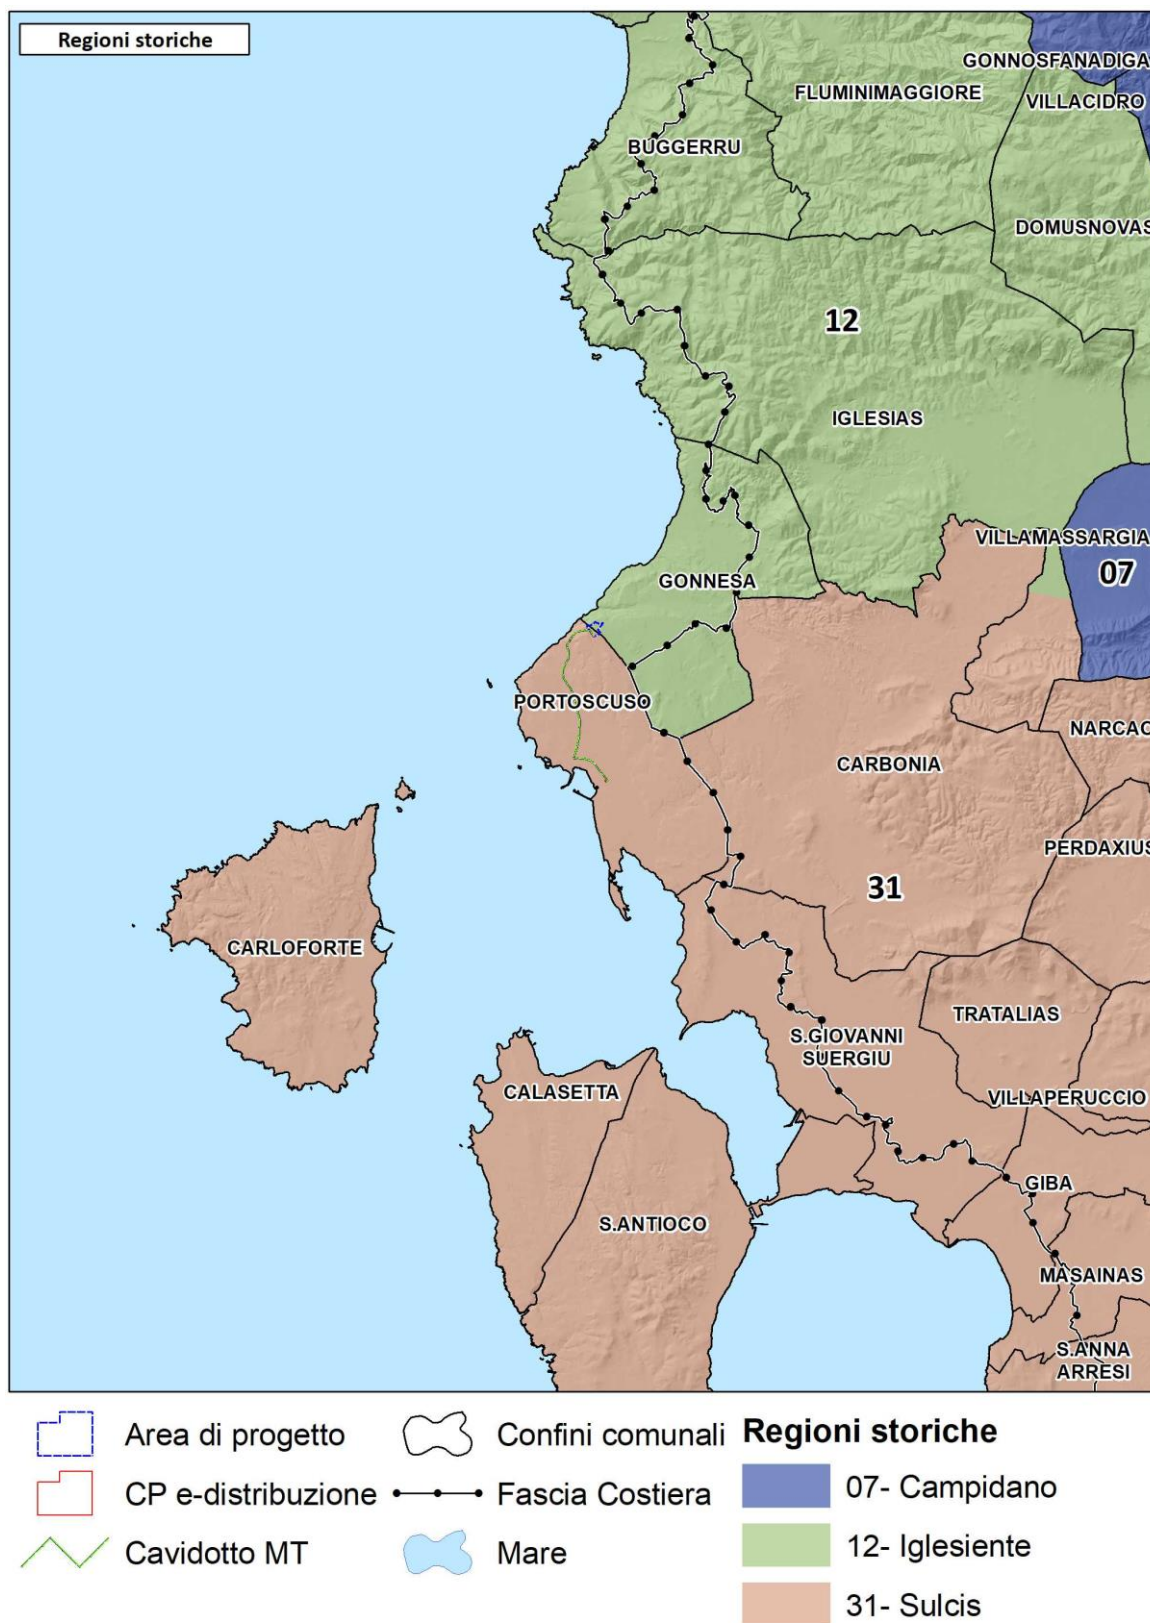 Regioni storiche
GONNOSFANADIGA
FLUMINIMAGGIORE
VILLACIDRO
BUGGERRU
DOMUSNOVAS
12
IGLESIAS
VILLAMASSARGIA
07
GONNESA
PORTOSCUSO
NARCAO
CARBONIA
PERDAXIUS
31
CARLOFORTE
TRATALIAS
S.GIOVANNI
SUERGIU
CALASETTA
VILLAPERUCCIO
GIBA
S.ANTIOCO
MASAINAS
S.ANNA
ARRESI
Area di progetto
CP e-distribuzione
Cavidotto MT
Confini comunali
Fascia Costiera
Mare
Regioni storiche
07- Campidano
12- Iglesiente
31- Sulcis